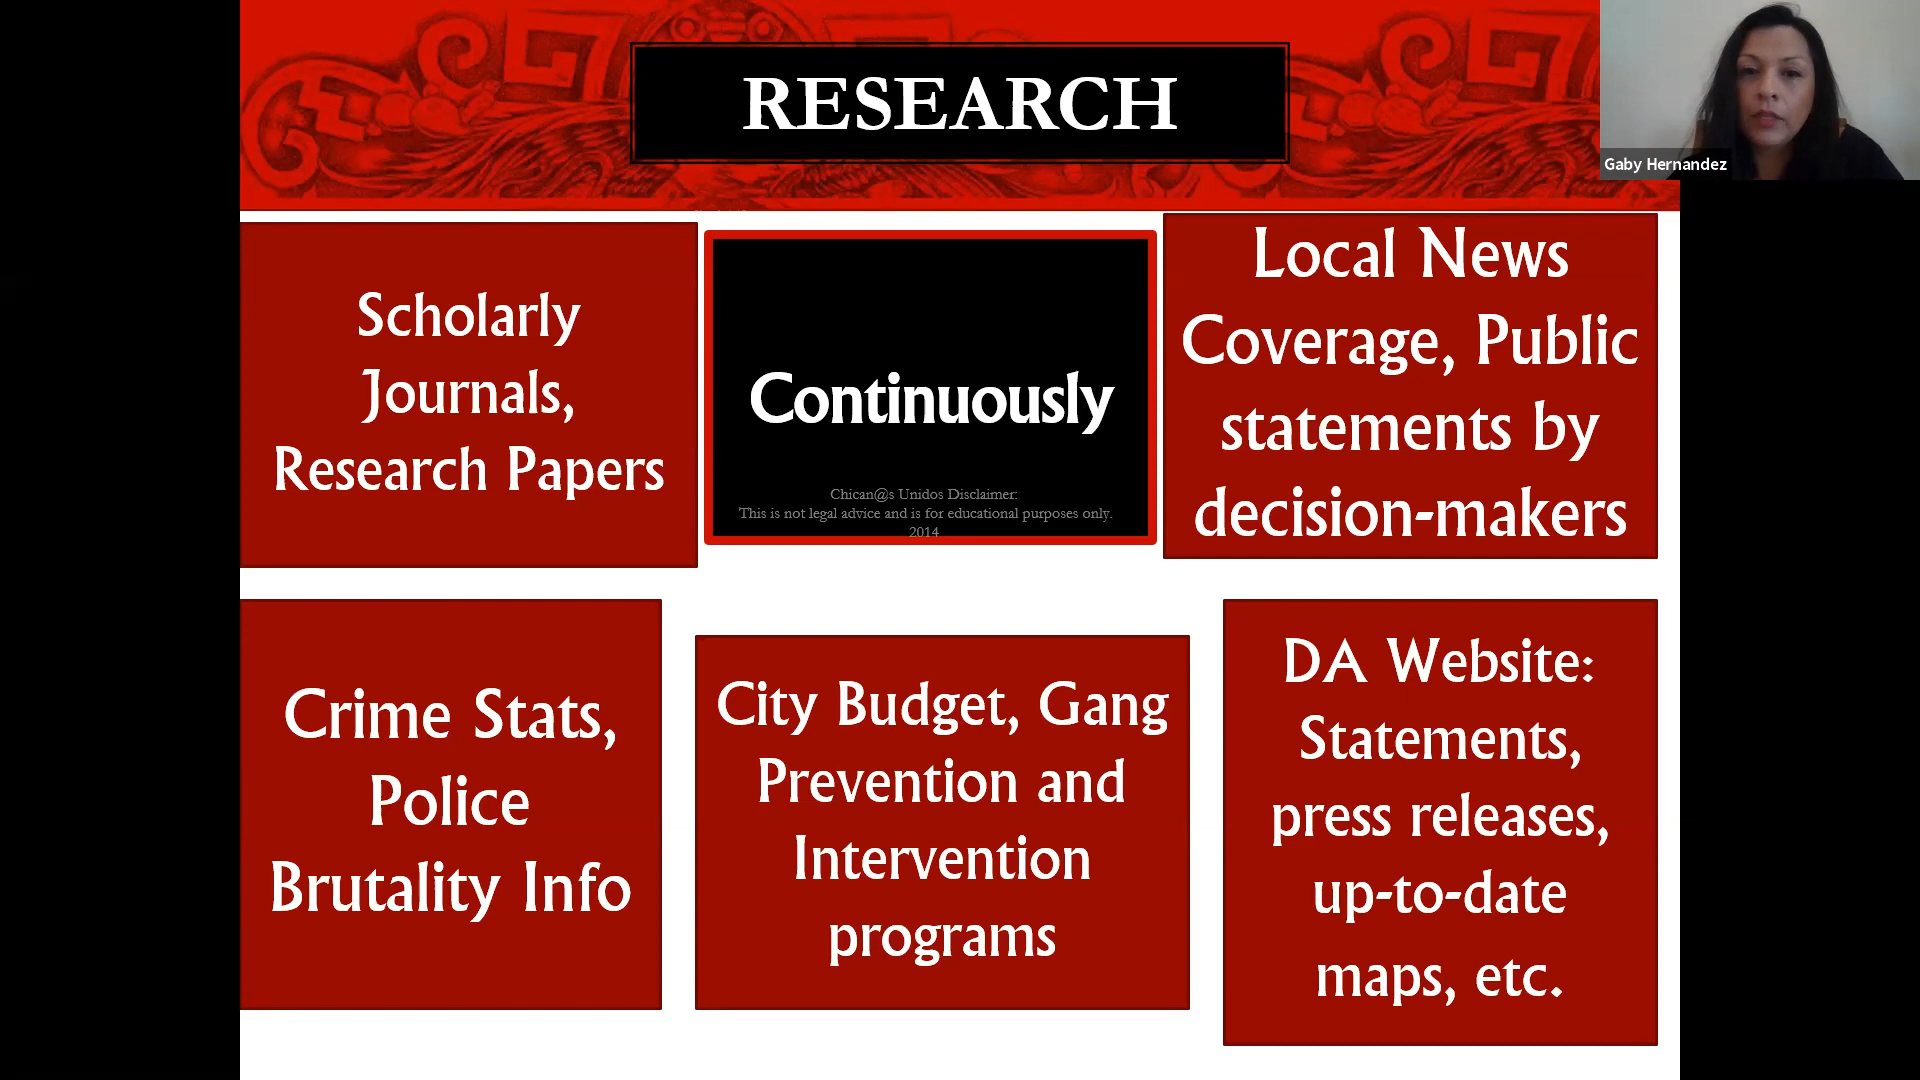 RESEARCH
Gaby Hernandez
Scholarly
Journals,
Research Papers
Continuously
Chican@s Unidos Disclaimer:
This is not legal advice and is for educational purposes only.
2014
Local News
Coverage, Public
statements by
decision-makers
Crime Stats,
Police
Brutality Info
City Budget, Gang
Prevention and
Intervention
programs
DA Website:
Statements,
press releases,
up-to-date
maps, etc.